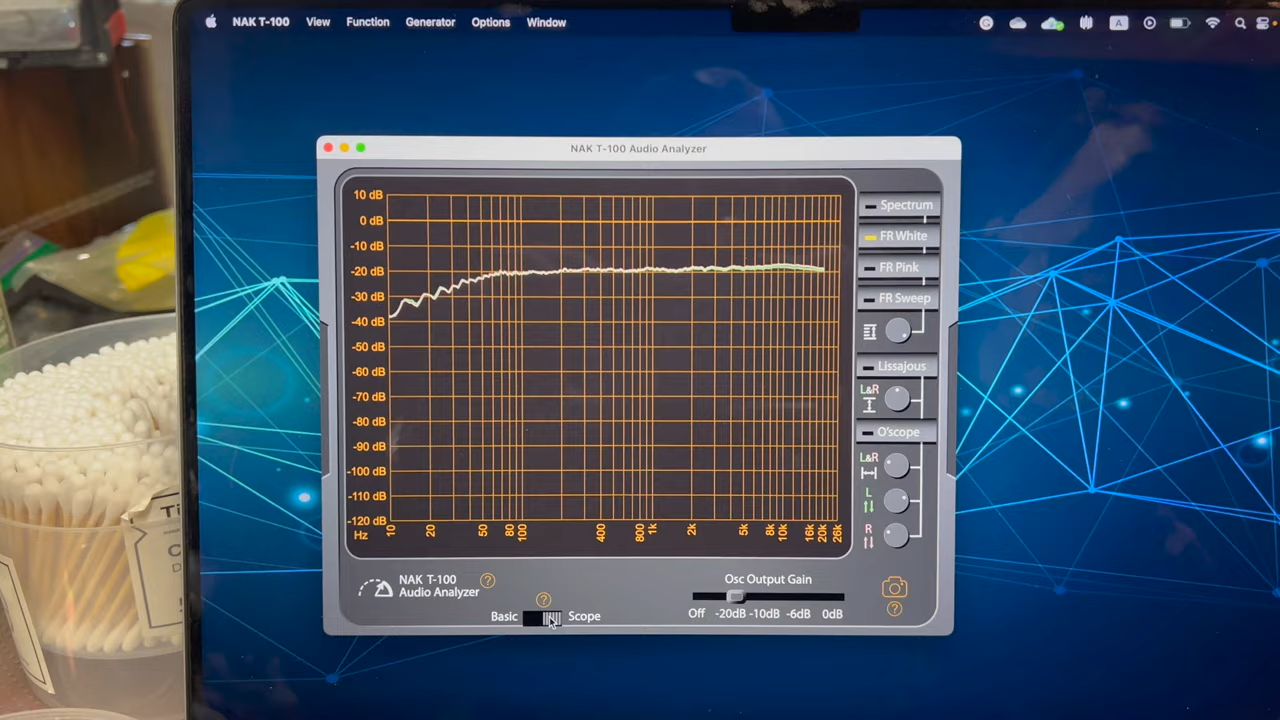 NAK T-100 View Function Generator Options Window
A
NAK T-100 Audio Analyzer
10 dB
0 dB
-10 dB
-20 dB
-30 dB
-40 dB
-50 dB
-60 dB
-70 dB
-80 dB
-90 dB
-100 dB
-110 dB
-120 dB
Hz
10 20 50 80 100 400 800 1k 2k 5k 8k 10k 16k 20k 26k
Spectrum
FR White
FR Pink
FR Sweep
Lissajous
L&R
O'scope
L&R
L
R
NAK T-100
Audio Analyzer
?
?
Basic
Scope
Osc Output Gain
Off -20dB -10dB -6dB 0dB
?
Ti
C
D